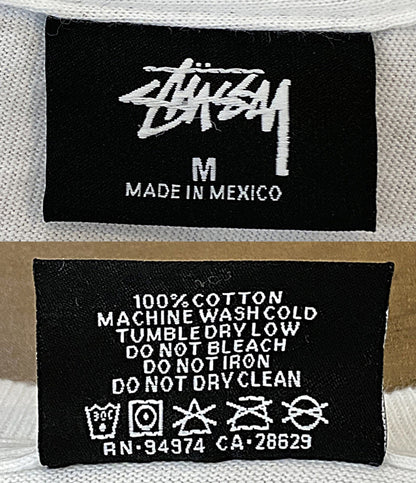 STÜSSY
M
MADE IN MEXICO
100% COTTON
MACHINE WASH COLD
TUMBLE DRY LOW
DO NOT BLEACH
DO NOT IRON
DO NOT DRY CLEAN
30C
RN·94974 CA·28629